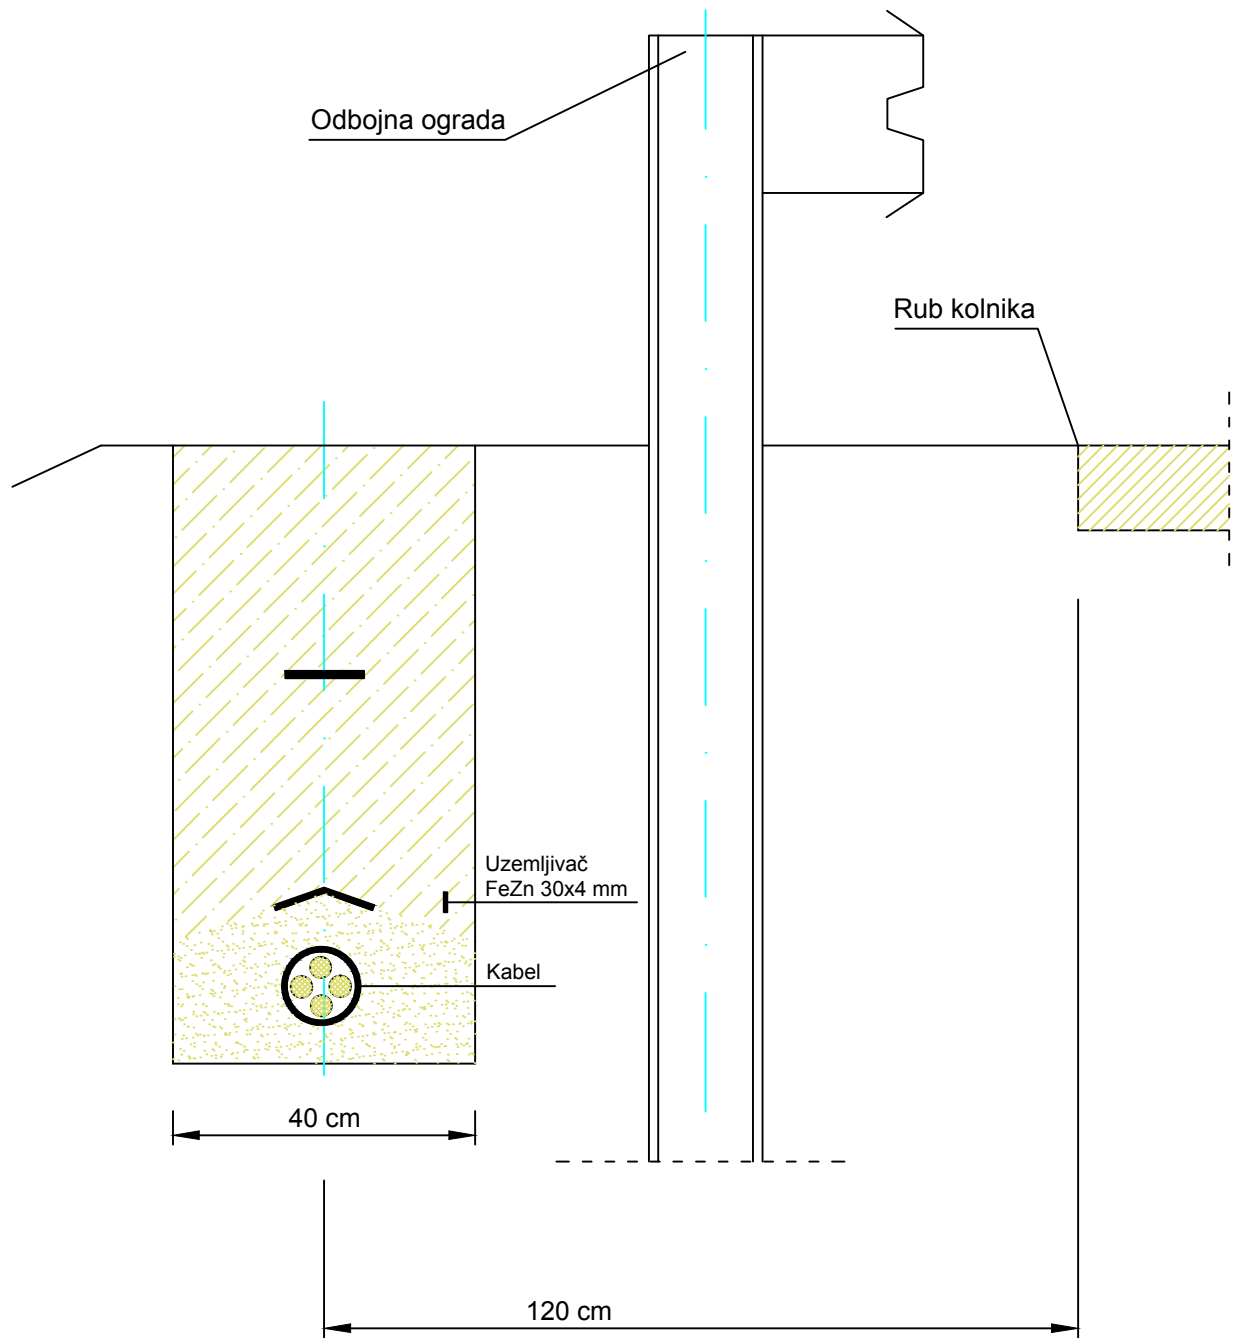 Odbojna ograda
Rub kolnika
Uzemljivač
FeZn 30x4 mm
Kabel
40 cm
120 cm